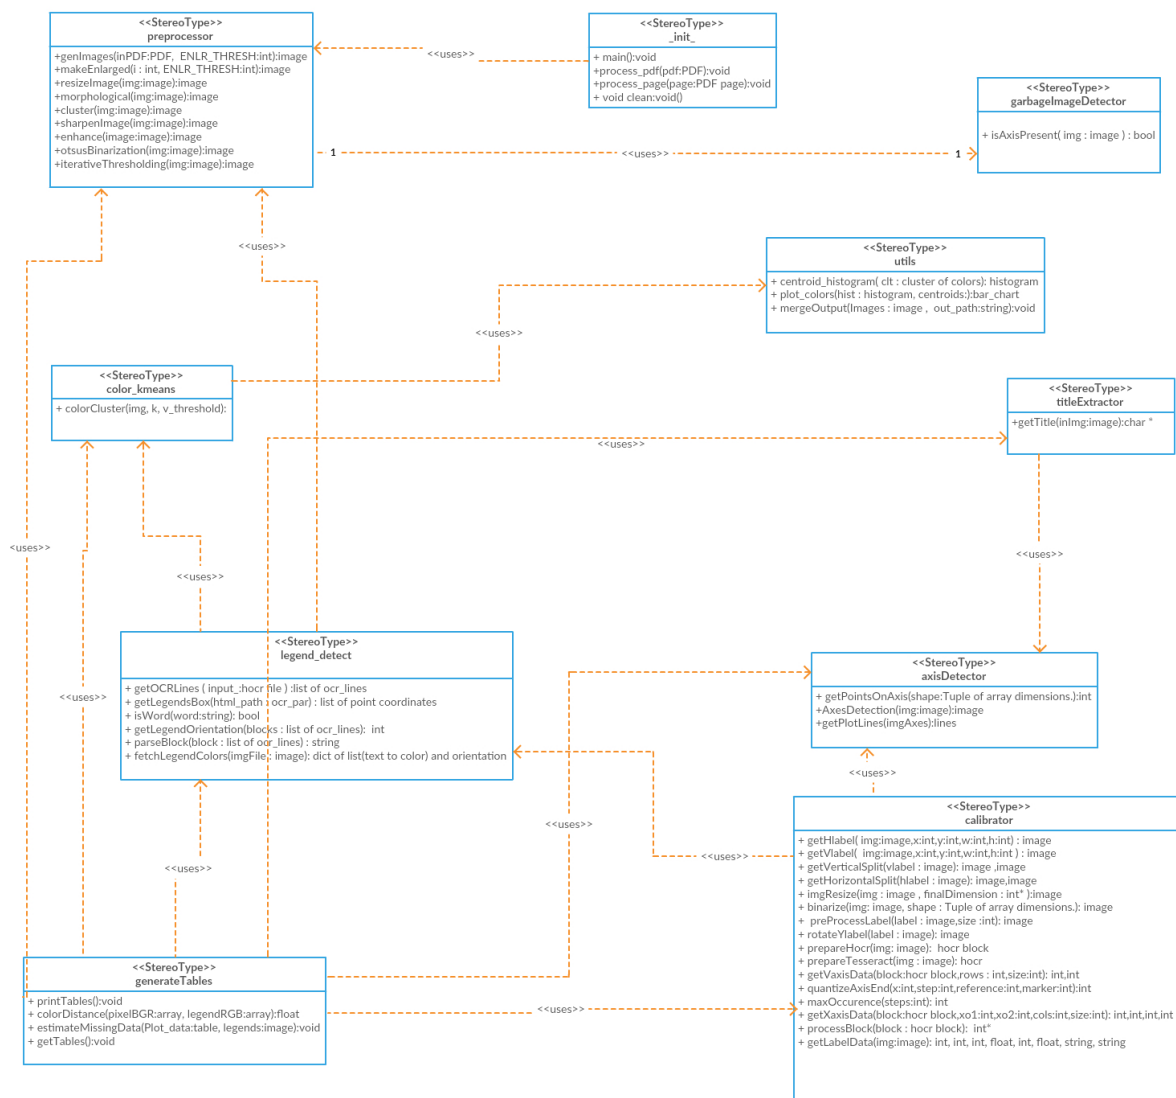 <<StereoType>>
preprocessor
+genImages(inPDF:PDF, ENLR_THRESH:int):image
+makeEnlarged(i : int, ENLR_THRESH:int):image
+resizeImage(img:image):image
+morphological(img:image):image
+cluster(img:image):image
+sharpenImage(img:image):image
+enhance(image:image):image
+otsusBinarization(img:image):image
+iterativeThresholding(img:image):image
<<uses>>
<<StereoType>>
_init_
+ main():void
+process_pdf(pdf:PDF):void
+process_page(page:PDF page):void
+ void clean:void()
<<StereoType>>
garbageImageDetector
+ isAxisPresent( img : image ) : bool
1
<<uses>>
1
<<uses>>
<<StereoType>>
utils
+ centroid_histogram( clt : cluster of colors): histogram
+ plot_colors(hist : histogram, centroids:):bar_chart
+ mergeOutput(Images : image , out_path:string):void
<<uses>>
<<StereoType>>
color_kmeans
+ colorCluster(img, k, v_threshold):
<<StereoType>>
titleExtractor
+getTitle(inImg:image):char *
<<uses>>
<uses>>
<<uses>>
<<uses>>
<<StereoType>>
legend_detect
+ getOCRLines ( input_:hocr file ) :list of ocr_lines
+ getLegendsBox(html_path : ocr_par) : list of point coordinates
+ isWord(word:string): bool
+ getLegendOrientation(blocks : list of ocr_lines): int
+ parseBlock(block : list of ocr_lines) : string
+ fetchLegendColors(imgFile : image): dict of list(text to color) and orientation
<<uses>>
<<StereoType>>
axisDetector
+ getPointsOnAxis(shape:Tuple of array dimensions.):int
+AxesDetection(img:image):image
+getPlotLines(imgAxes):lines
<<uses>>
<<uses>>
<<uses>>
<<uses>>
<<StereoType>>
calibrator
+ getHlabel( img:image,x:int,y:int,w:int,h:int) : image
+ getVlabel( img:image,x:int,y:int,w:int,h:int ) : image
+ getVerticalSplit(vlabel : image): image ,image
+ getHorizontalSplit(hlabel : image): image,image
+ imgResize(img : image , finalDimension : int* ):image
+ binarize(img: image, shape : Tuple of array dimensions.): image
+ preProcessLabel(label : image,size :int): image
+ rotateYlabel(label : image): image
+ prepareHocr(img: image): hocr block
+ prepareTesseract(img : image): hocr
+ getVaxisData(block:hocr block,rows : int,size:int): int,int
+ quantizeAxisEnd(x:int,step:int,reference:int,marker:int):int
+ maxOccurence(steps:int): int
+ getXaxisData(block:hocr block,xo1:int,xo2:int,cols:int,size:int): int,int,int,int
+ processBlock(block : hocr block): int*
+ getLabelData(img:image): int, int, int, float, int, float, string, string
<<StereoType>>
generateTables
+ printTables():void
+ colorDistance(pixelBGR:array, legendRGB:array):float
+ estimateMissingData(Plot_data:table, legends:image):void
+ getTables():void
<<uses>>